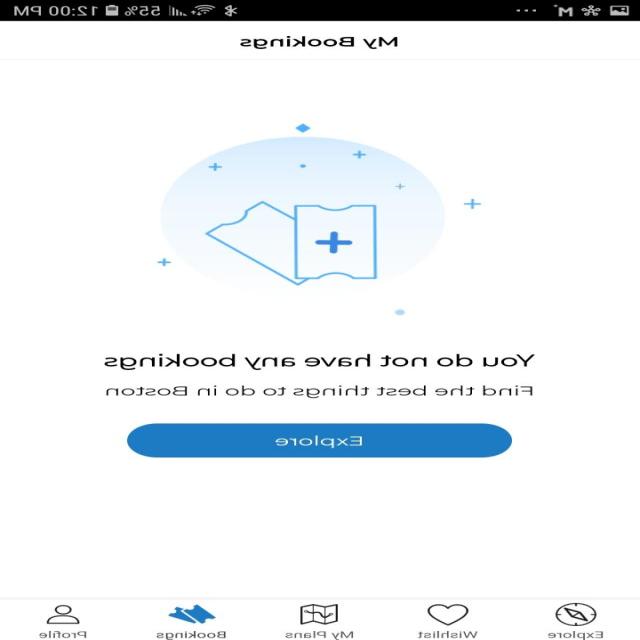 ... 55% 12:00 PM
My Bookings
You do not have any bookings
Find the best things to do in Boston
Explore
Explore Wishlist My Plans Bookings Profile